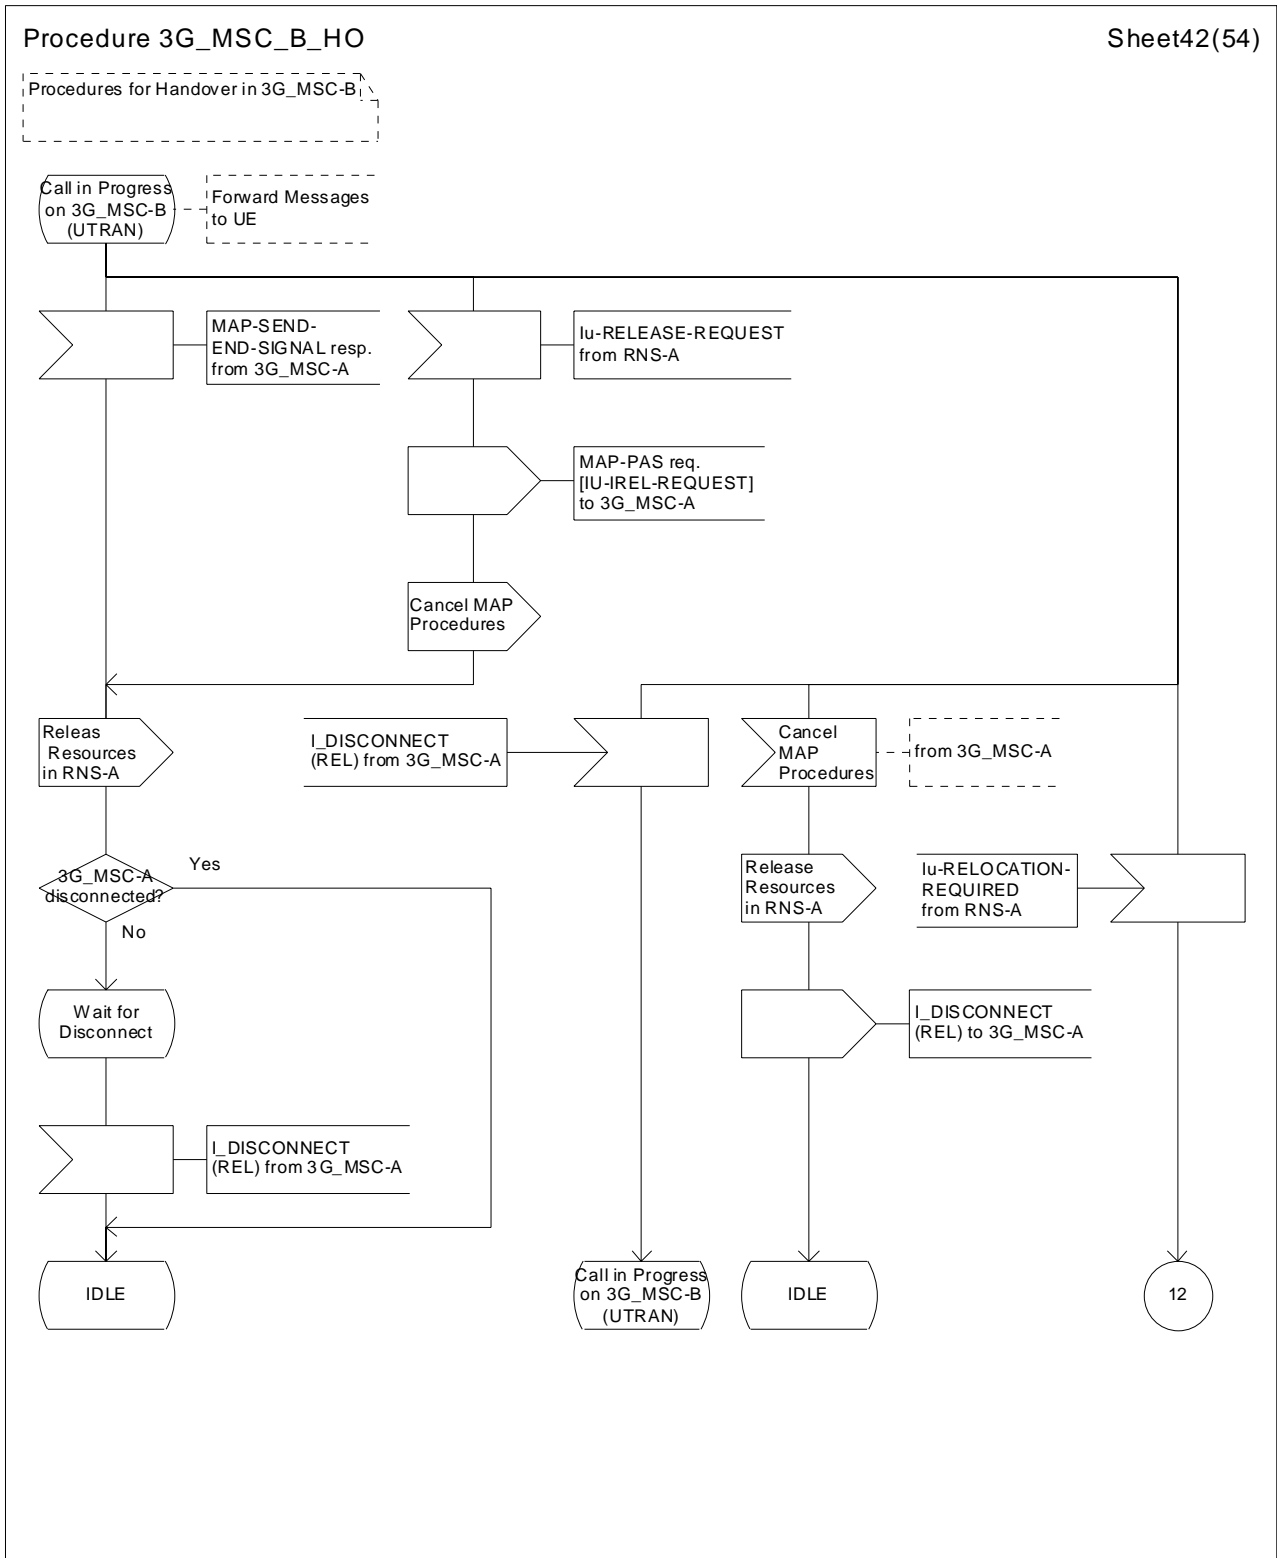 Procedure 3G_MSC_B_HO
Sheet42(54)
Procedures for Handover in 3G_MSC-B
Call in Progress
on 3G_MSC-B
(UTRAN)
Forward Messages
to UE
MAP-SEND-
END-SIGNAL resp.
from 3G_MSC-A
Iu-RELEASE-REQUEST
from RNS-A
MAP-PAS req.
[IU-IREL-REQUEST]
to 3G_MSC-A
Cancel MAP
Procedures
Releas
Resources
in RNS-A
I_DISCONNECT
(REL) from 3G_MSC-A
Cancel
MAP
Procedures
from 3G_MSC-A
3G_MSC-A
disconnected?
Yes
No
Release
Resources
in RNS-A
Iu-RELOCATION-
REQUIRED
from RNS-A
Wait for
Disconnect
I_DISCONNECT
(REL) to 3G_MSC-A
I_DISCONNECT
(REL) from 3G_MSC-A
IDLE
Call in Progress
on 3G_MSC-B
(UTRAN)
IDLE
12